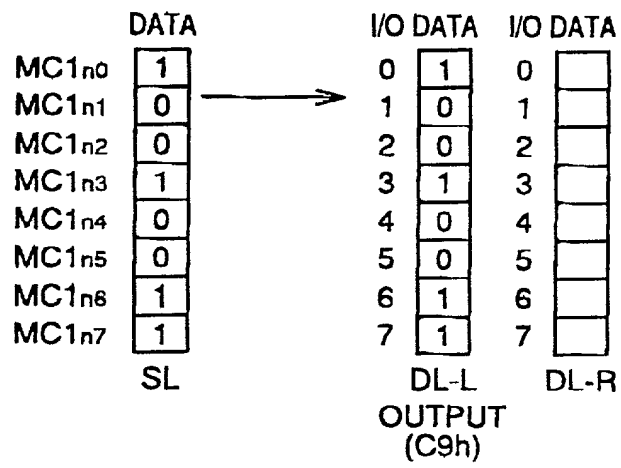 DATA I/O DATA I/O DATA
MC1n0 1 0 1 0
MC1n1 0 1 0 1
MC1n2 0 2 0 2
MC1n3 1 3 1 3
MC1n4 0 4 0 4
MC1n5 0 5 0 5
MC1n6 1 6 1 6
MC1n7 1 7 1 7
SL DL-L DL-R
OUTPUT
(C9h)